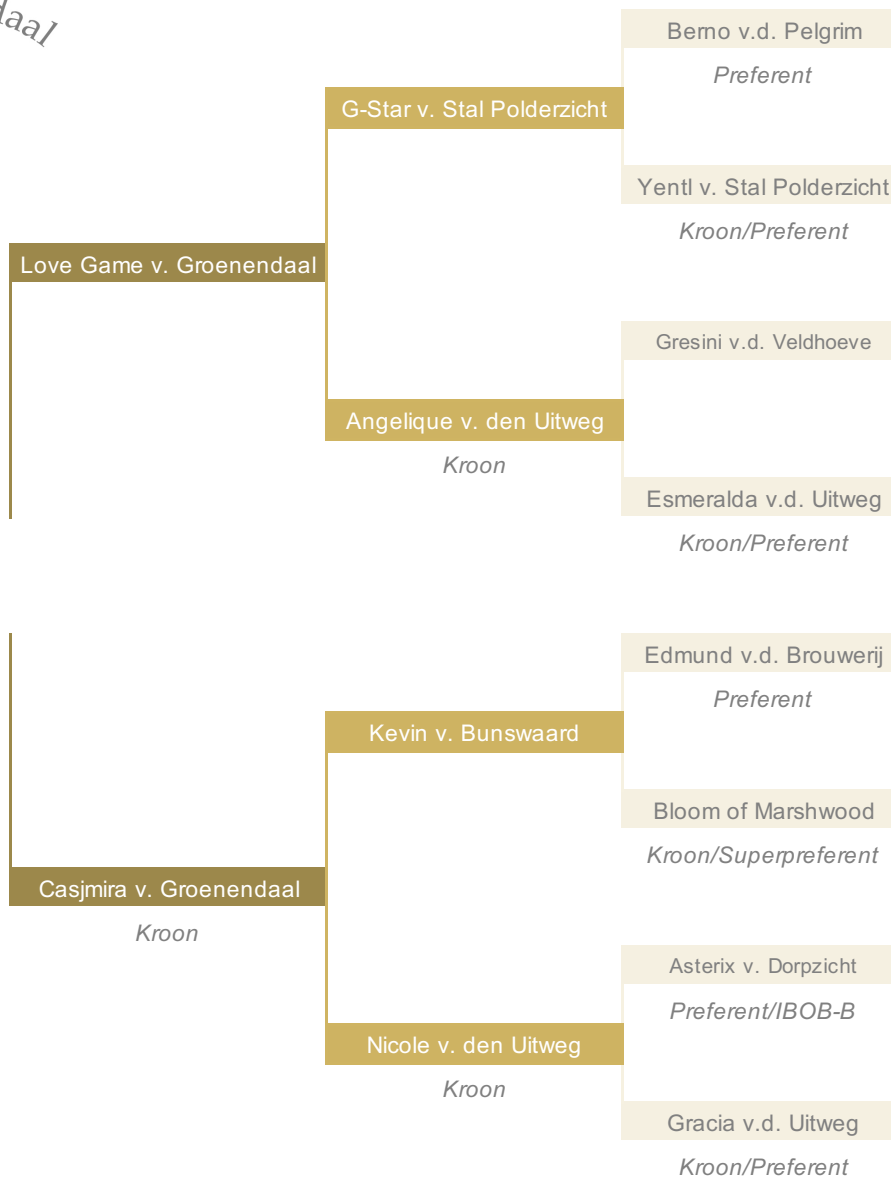 Berno v.d. Pelgrim
Preferent
G-Star v. Stal Polderzicht
Yentl v. Stal Polderzicht
Kroon/Preferent
Love Game v. Groenendaal
Gresini v.d. Veldhoeve
Angelique v. den Uitweg
Kroon
Esmeralda v.d. Uitweg
Kroon/Preferent
Edmund v.d. Brouwerij
Preferent
Kevin v. Bunswaard
Bloom of Marshwood
Kroon/Superpreferent
Casjmira v. Groenendaal
Kroon
Asterix v. Dorpzicht
Preferent/IBOB-B
Nicole v. den Uitweg
Kroon
Gracia v.d. Uitweg
Kroon/Preferent